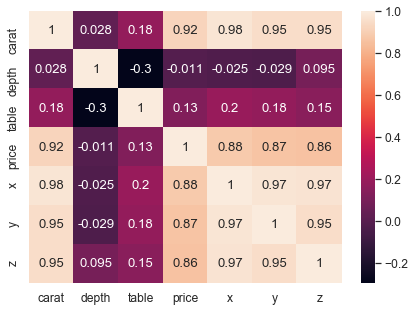 carat 1 0.028 0.18 0.92 0.98 0.95 0.95
depth 0.028 1 -0.3 -0.011 -0.025 -0.029 0.095
table 0.18 -0.3 1 0.13 0.2 0.18 0.15
price 0.92 -0.011 0.13 1 0.88 0.87 0.86
x 0.98 -0.025 0.2 0.88 1 0.97 0.97
y 0.95 -0.029 0.18 0.87 0.97 1 0.95
z 0.95 0.095 0.15 0.86 0.97 0.95 1
carat depth table price x y z
1.0
0.8
0.6
0.4
0.2
0.0
-0.2